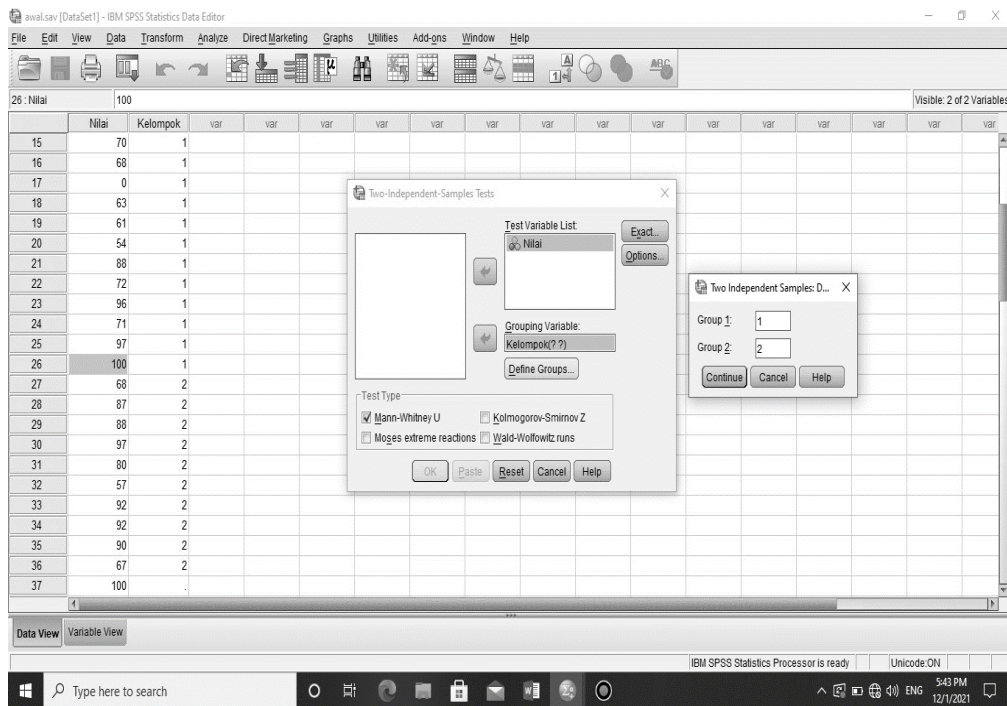 awal.sav [DataSet1] - IBM SPSS Statistics Data Editor
File Edit View Data Transform Analyze Direct Marketing Graphs Utilities Add-ons Window Help
26 : Nilai 100 Visible: 2 of 2 Variables
Nilai Kelompok var var var var var var var var var var var var var var var
15 70 1
16 68 1
17 0 1
18 63 1
19 61 1
20 54 1
21 88 1
22 72 1
23 96 1
24 71 1
25 97 1
26 100 1
27 68 2
28 87 2
29 88 2
30 97 2
31 80 2
32 57 2
33 92 2
34 92 2
35 90 2
36 67 2
37 100 .
Two-Independent-Samples Tests
Test Variable List:
Nilai
Exact...
Options...
Grouping Variable:
Kelompok(? ?)
Define Groups...
Test Type
Mann-Whitney U Kolmogorov-Smirnov Z
Moses extreme reactions Wald-Wolfowitz runs
OK Paste Reset Cancel Help
Two Independent Samples: D...
Group 1: 1
Group 2: 2
Continue Cancel Help
Data View Variable View
IBM SPSS Statistics Processor is ready Unicode:ON
Type here to search
ENG
5:43 PM
12/1/2021